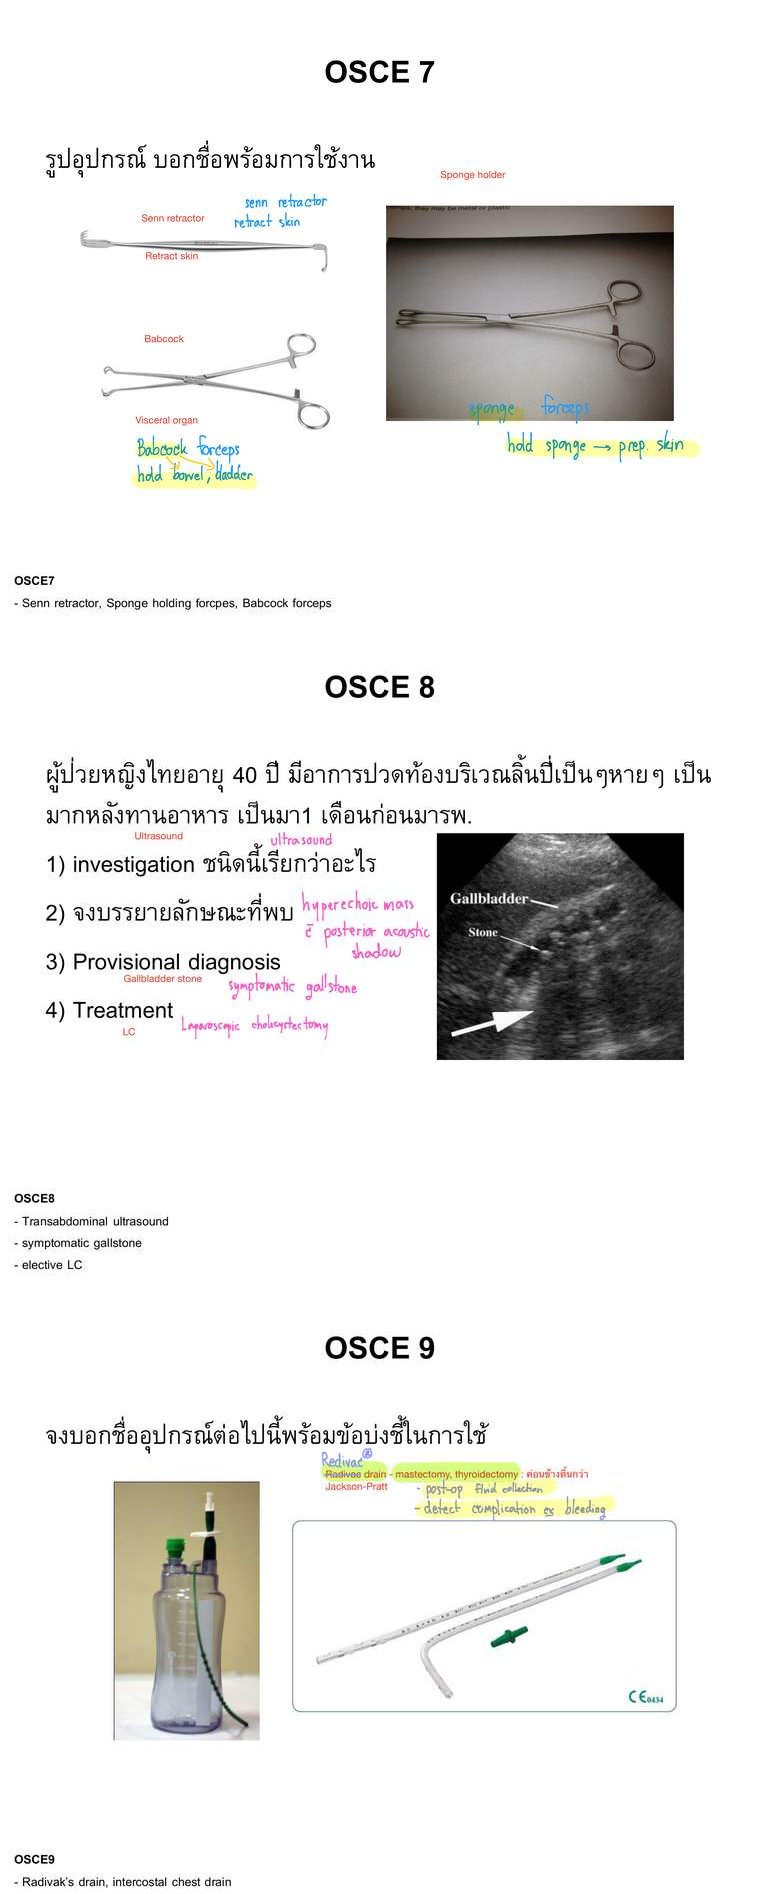 OSCE 7
รูปอุปกรณ์ บอกชื่อพร้อมการใช้งาน
Sponge holder
senn retractor
Senn retractor
retract skin
Retract skin
Babcock
Visceral organ
Babcock forceps
hold bowel, bladder
they may be metal or plastic.
sponge forceps
hold sponge → prep. skin
OSCE7
- Senn retractor, Sponge holding forcpes, Babcock forceps
OSCE 8
ผู้ป่วยหญิงไทยอายุ 40 ปี มีอาการปวดท้องบริเวณลิ้นปี่เป็นๆหายๆ เป็น
มากหลังทานอาหาร เป็นมา1 เดือนก่อนมารพ.
Ultrasound
ultrasound
1) investigation ชนิดนี้เรียกว่าอะไร
2) จงบรรยายลักษณะที่พบ
hyperechoic mass
c̄ posterior acoustic
shadow
3) Provisional diagnosis
Gallbladder stone
symptomatic gallstone
4) Treatment
LC
Laparoscopic cholecystectomy
Gallbladder
Stone
OSCE8
- Transabdominal ultrasound
- symptomatic gallstone
- elective LC
OSCE 9
จงบอกชื่ออุปกรณ์ต่อไปนี้พร้อมข้อบ่งชี้ในการใช้
Redivac®
Radivas drain - mastectomy, thyroidectomy : ค่อนข้างตื้นกว่า
Jackson-Pratt
- post-op fluid collection
- detect complication ex bleeding
CE0434
OSCE9
- Radivak's drain, intercostal chest drain